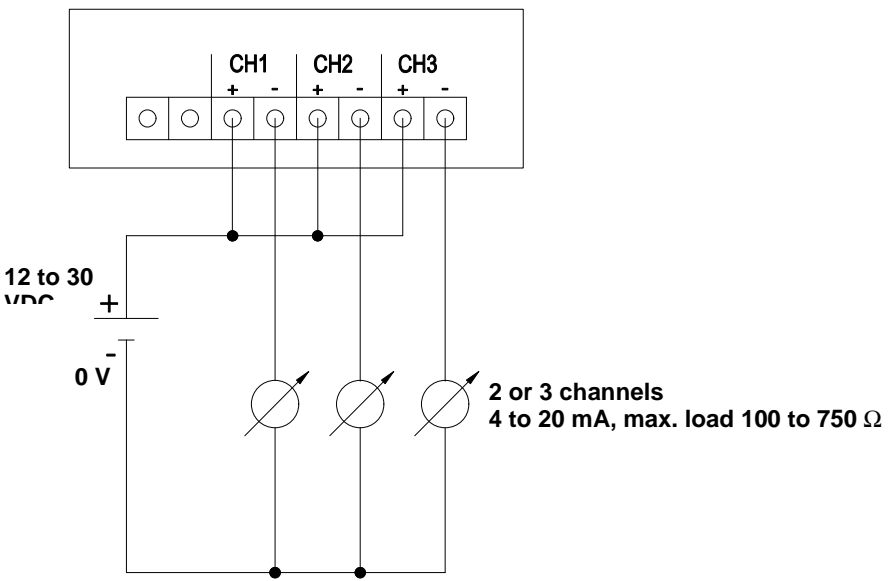 CH1 CH2 CH3
+ - + - + -
12 to 30
VDC
+
-
0 V
2 or 3 channels
4 to 20 mA, max. load 100 to 750 Ω